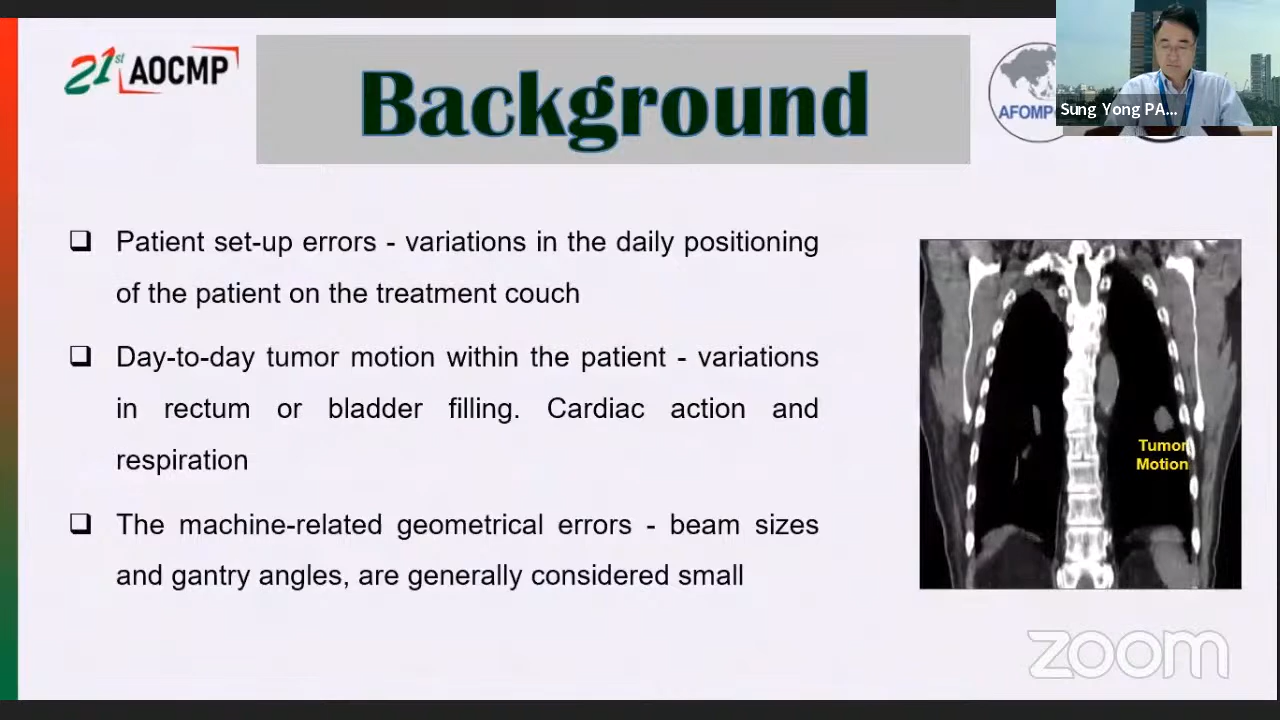 21st AOCMP
Background
AFOMP
Sung Yong PA...
❑ Patient set-up errors - variations in the daily positioning
of the patient on the treatment couch
❑ Day-to-day tumor motion within the patient - variations
in rectum or bladder filling. Cardiac action and
respiration
❑ The machine-related geometrical errors - beam sizes
and gantry angles, are generally considered small
Tumor
Motion
zoom